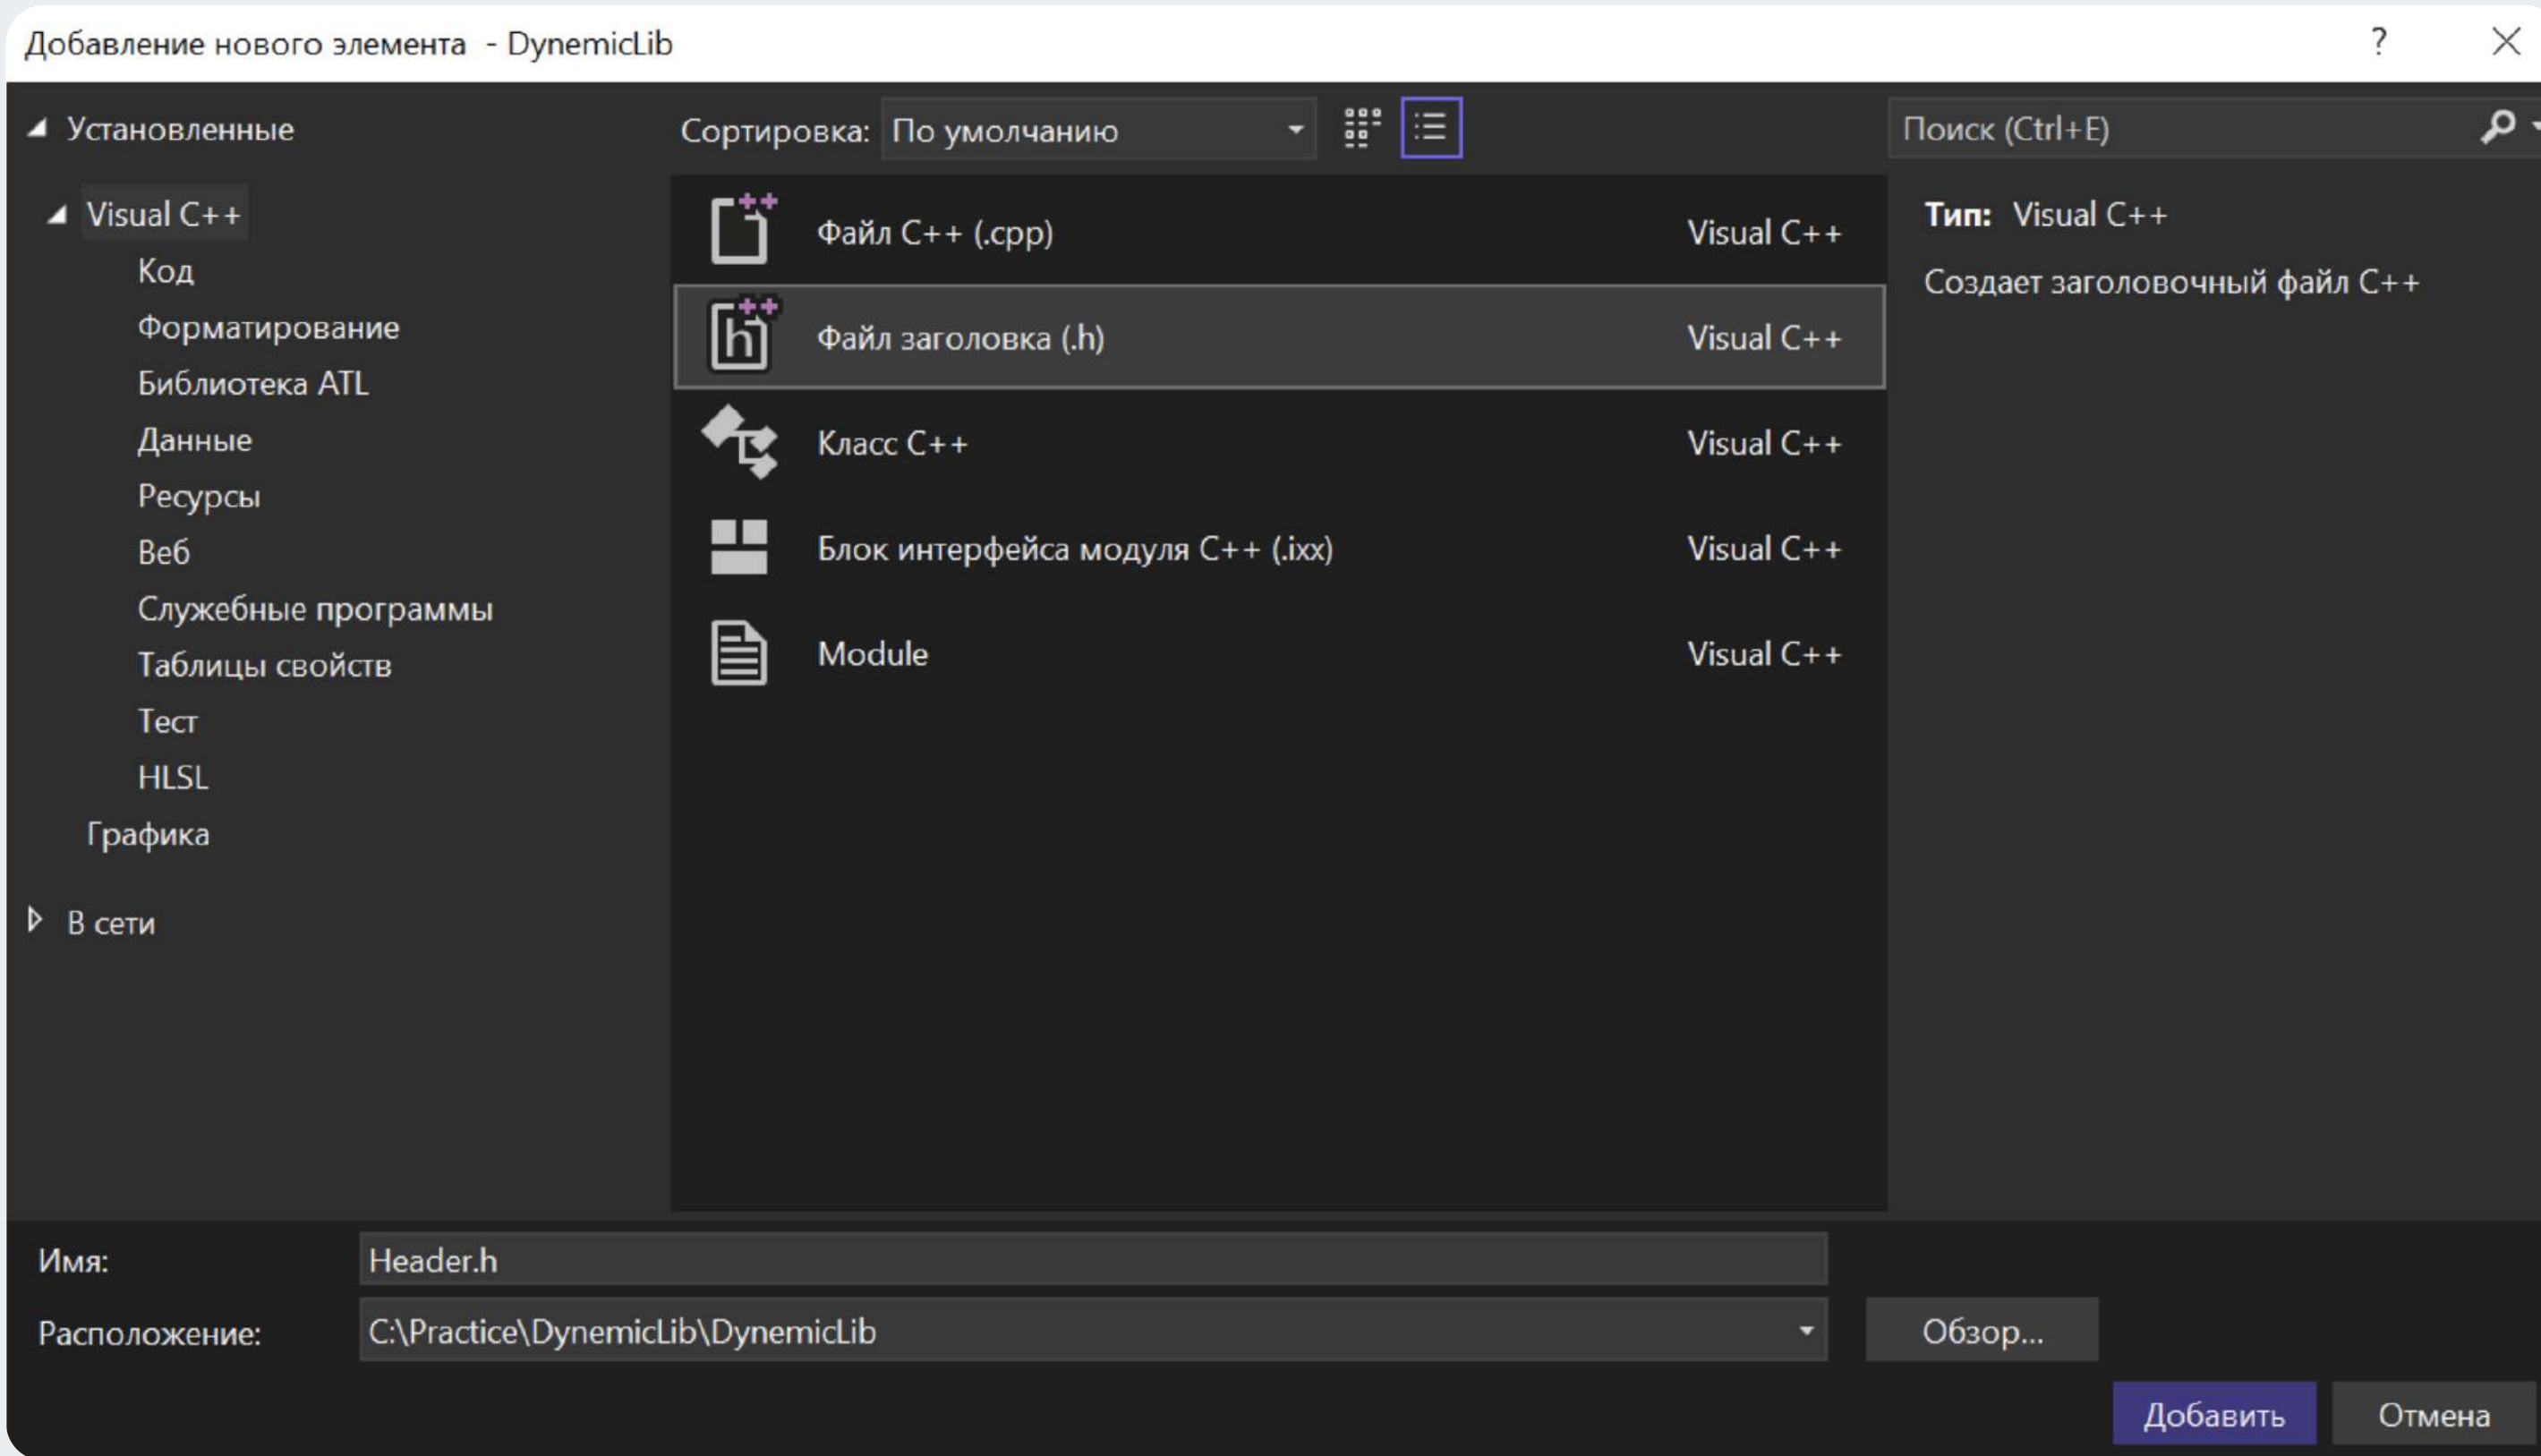 Добавление нового элемента - DynemicLib
?
Установленные
Сортировка: По умолчанию
Поиск (Ctrl+E)
Visual C++
Код
Форматирование
Библиотека ATL
Данные
Ресурсы
Веб
Служебные программы
Таблицы свойств
Тест
HLSL
Графика
В сети
Файл C++ (.cpp) Visual C++
Файл заголовка (.h) Visual C++
Класс C++ Visual C++
Блок интерфейса модуля C++ (.ixx) Visual C++
Module Visual C++
Тип: Visual C++
Создает заголовочный файл C++
Имя: Header.h
Расположение: C:\Practice\DynemicLib\DynemicLib
Обзор...
Добавить Отмена